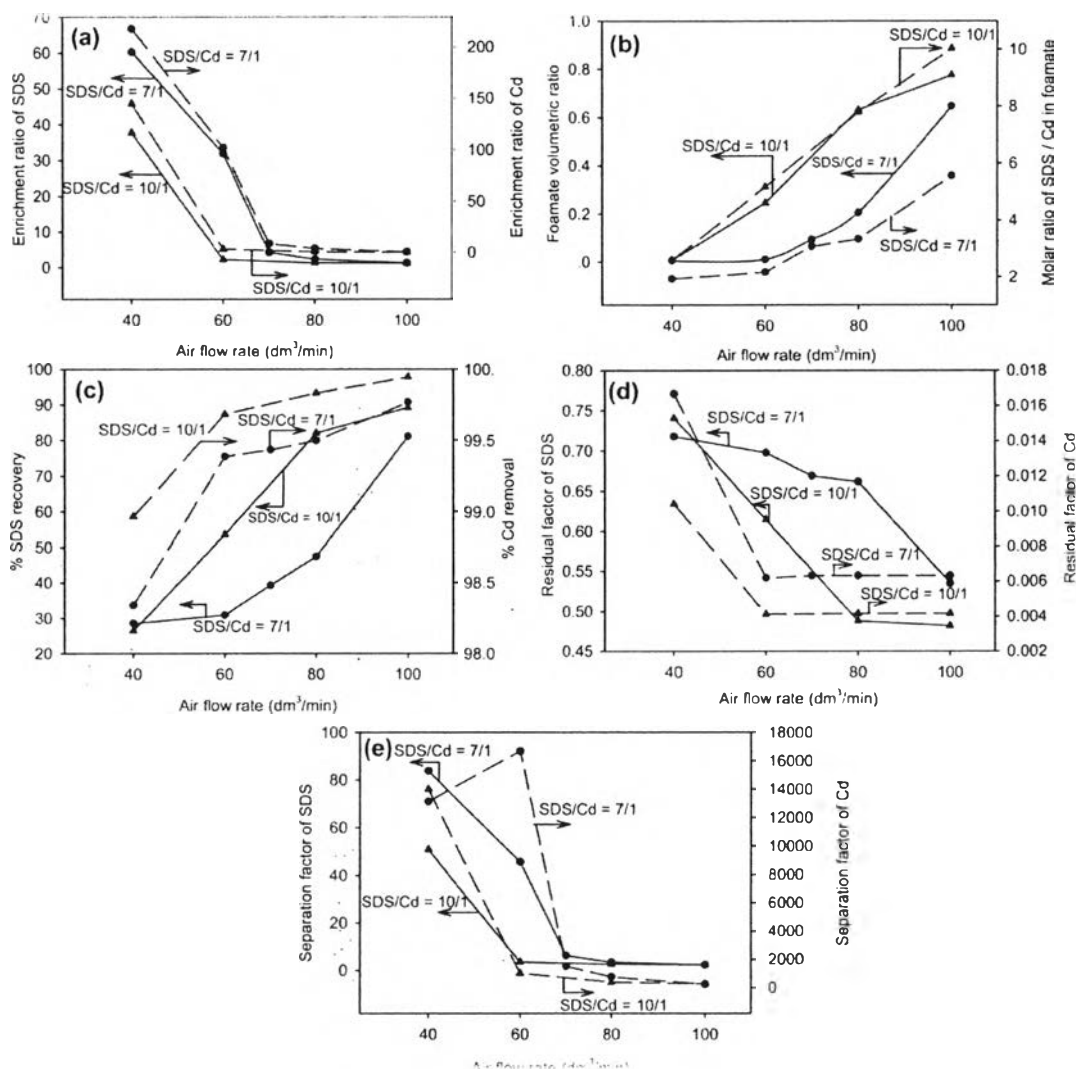 (a)
70
60
50
40
30
20
10
0
Enrichment ratio of SDS
200
150
100
50
0
Enrichment ratio of Cd
SDS/Cd = 7/1
SDS/Cd = 7/1
SDS/Cd = 10/1
SDS/Cd = 10/1
40 60 80 100
Air flow rate (dm³/min)
(b)
1.0
0.8
0.6
0.4
0.2
0
Foamate volumetric ratio
10
8
6
4
2
Molar ratio of SDS / Cd in foamate
SDS/Cd = 10/1
SDS/Cd = 10/1
SDS/Cd = 7/1
SDS/Cd = 7/1
40 60 80 100
Air flow rate (dm³/min)
(c)
100
90
80
70
60
50
40
30
20
% SDS recovery
100.
99.5
99.0
98.5
98.0
% Cd removal
SDS/Cd = 10/1
SDS/Cd = 7/1
SDS/Cd = 10/1
SDS/Cd = 7/1
40 60 80 100
Air flow rate (dm³/min)
(d)
0.80
0.75
0.70
0.65
0.60
0.55
0.50
0.45
Residual factor of SDS
0.018
0.016
0.014
0.012
0.010
0.008
0.006
0.004
0.002
Residual factor of Cd
SDS/Cd = 7/1
SDS/Cd = 10/1
SDS/Cd = 7/1
SDS/Cd = 10/1
40 60 80 100
Air flow rate (dm³/min)
(e)
100
80
60
40
20
0
Separation factor of SDS
18000
16000
14000
12000
10000
8000
6000
4000
2000
0
Separation factor of Cd
SDS/Cd = 7/1
SDS/Cd = 7/1
SDS/Cd = 10/1
SDS/Cd = 10/1
40 60 80 100
Air flow rate (dm³/min)